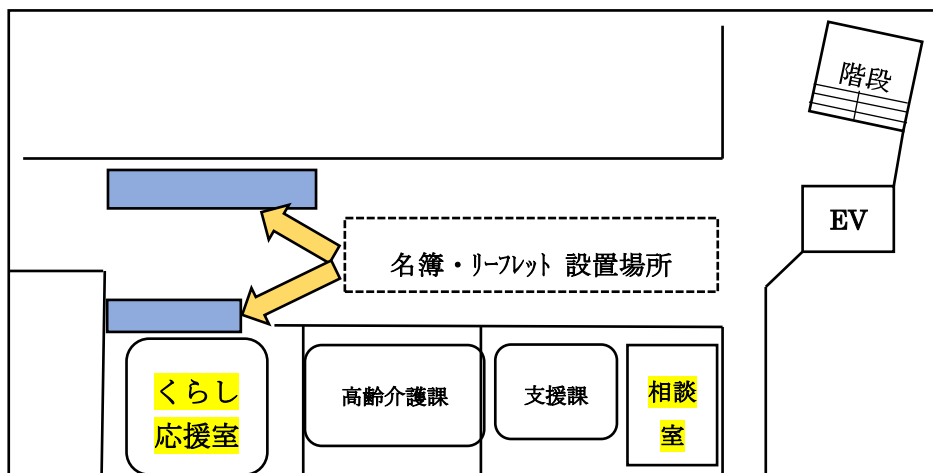 階段
EV
名簿・ﾘｰﾌﾚｯﾄ 設置場所
くらし
応援室
高齢介護課
支援課
相談
室